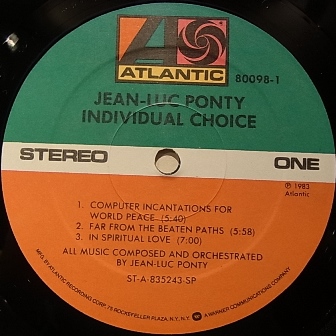 ATLANTIC
80098-1
JEAN-LUC PONTY
INDIVIDUAL CHOICE
STEREO
ONE
℗ 1983
Atlantic
1. COMPUTER INCANTATIONS FOR
WORLD PEACE (5:40)
2. FAR FROM THE BEATEN PATHS (5:58)
3. IN SPIRITUAL LOVE (7:00)
ALL MUSIC COMPOSED AND ORCHESTRATED
BY JEAN-LUC PONTY
ST-A-835243-SP
MFG. BY ATLANTIC RECORDING CORP., 75 ROCKEFELLER PLAZA, N.Y., N.Y. A WARNER COMMUNICATIONS COMPANY